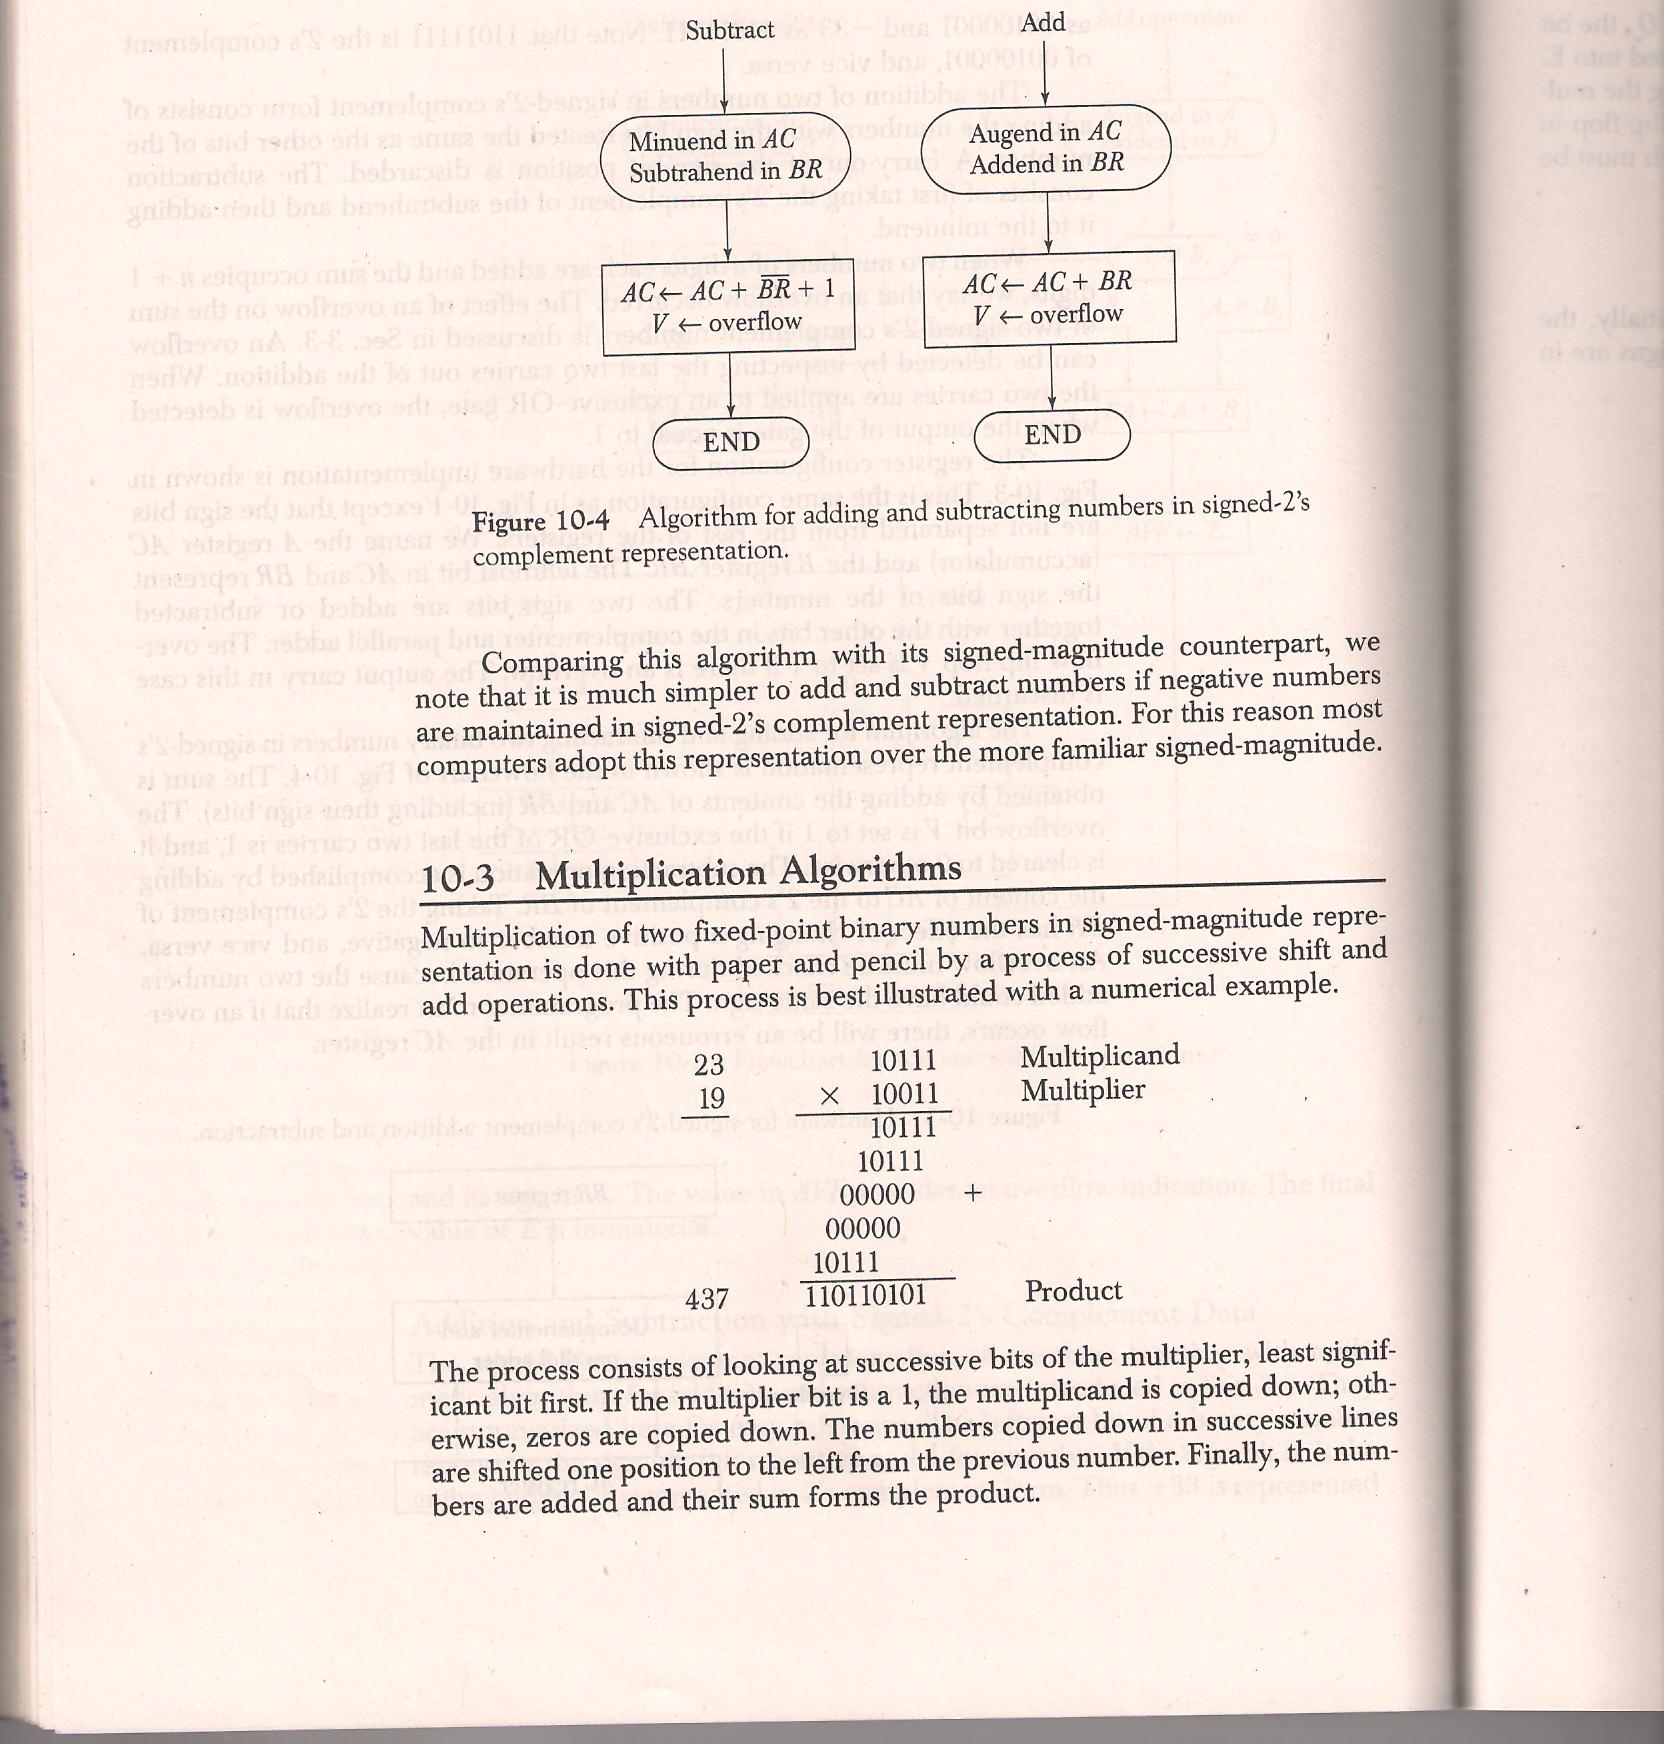 Subtract
Minuend in AC
Subtrahend in BR
AC ← AC + B̅R̅ + 1
V ← overflow
END
Add
Augend in AC
Addend in BR
AC ← AC + BR
V ← overflow
END
Figure 10-4 Algorithm for adding and subtracting numbers in signed-2's
complement representation.
Comparing this algorithm with its signed-magnitude counterpart, we
note that it is much simpler to add and subtract numbers if negative numbers
are maintained in signed-2's complement representation. For this reason most
computers adopt this representation over the more familiar signed-magnitude.
10-3 Multiplication Algorithms
Multiplication of two fixed-point binary numbers in signed-magnitude repre-
sentation is done with paper and pencil by a process of successive shift and
add operations. This process is best illustrated with a numerical example.
23 10111 Multiplicand
19 × 10011 Multiplier
10111
10111
00000 +
00000
10111
437 110110101 Product
The process consists of looking at successive bits of the multiplier, least signif-
icant bit first. If the multiplier bit is a 1, the multiplicand is copied down; oth-
erwise, zeros are copied down. The numbers copied down in successive lines
are shifted one position to the left from the previous number. Finally, the num-
bers are added and their sum forms the product.